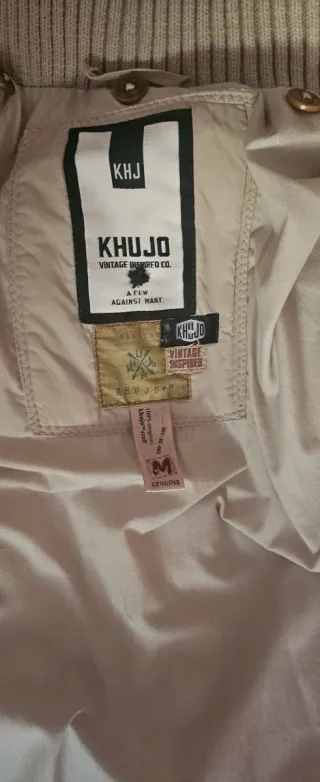 KHJ
KHUJO
VINTAGE INSPIRED CO.
A FEW
AGAINST MANY
KHUJO
VINTAGE
INSPIRED
KHUJO
M
GENUINE